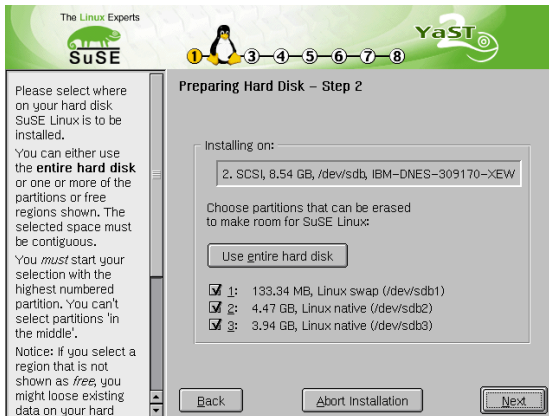 The Linux Experts
SuSE
YaST2
1 3 4 5 6 7 8
Please select where
on your hard disk
SuSE Linux is to be
installed.
You can either use
the entire hard disk
or one or more of the
partitions or free
regions shown. The
selected space must
be contiguous.
You must start your
selection with the
highest numbered
partition. You can't
select partitions 'in
the middle'.
Notice: If you select a
region that is not
shown as free, you
might loose existing
data on your hard
Preparing Hard Disk – Step 2
Installing on:
2. SCSI, 8.54 GB, /dev/sdb, IBM–DNES–309170–XEW
Choose partitions that can be erased
to make room for SuSE Linux:
Use entire hard disk
1: 133.34 MB, Linux swap (/dev/sdb1)
2: 4.47 GB, Linux native (/dev/sdb2)
3: 3.94 GB, Linux native (/dev/sdb3)
Back
Abort Installation
Next